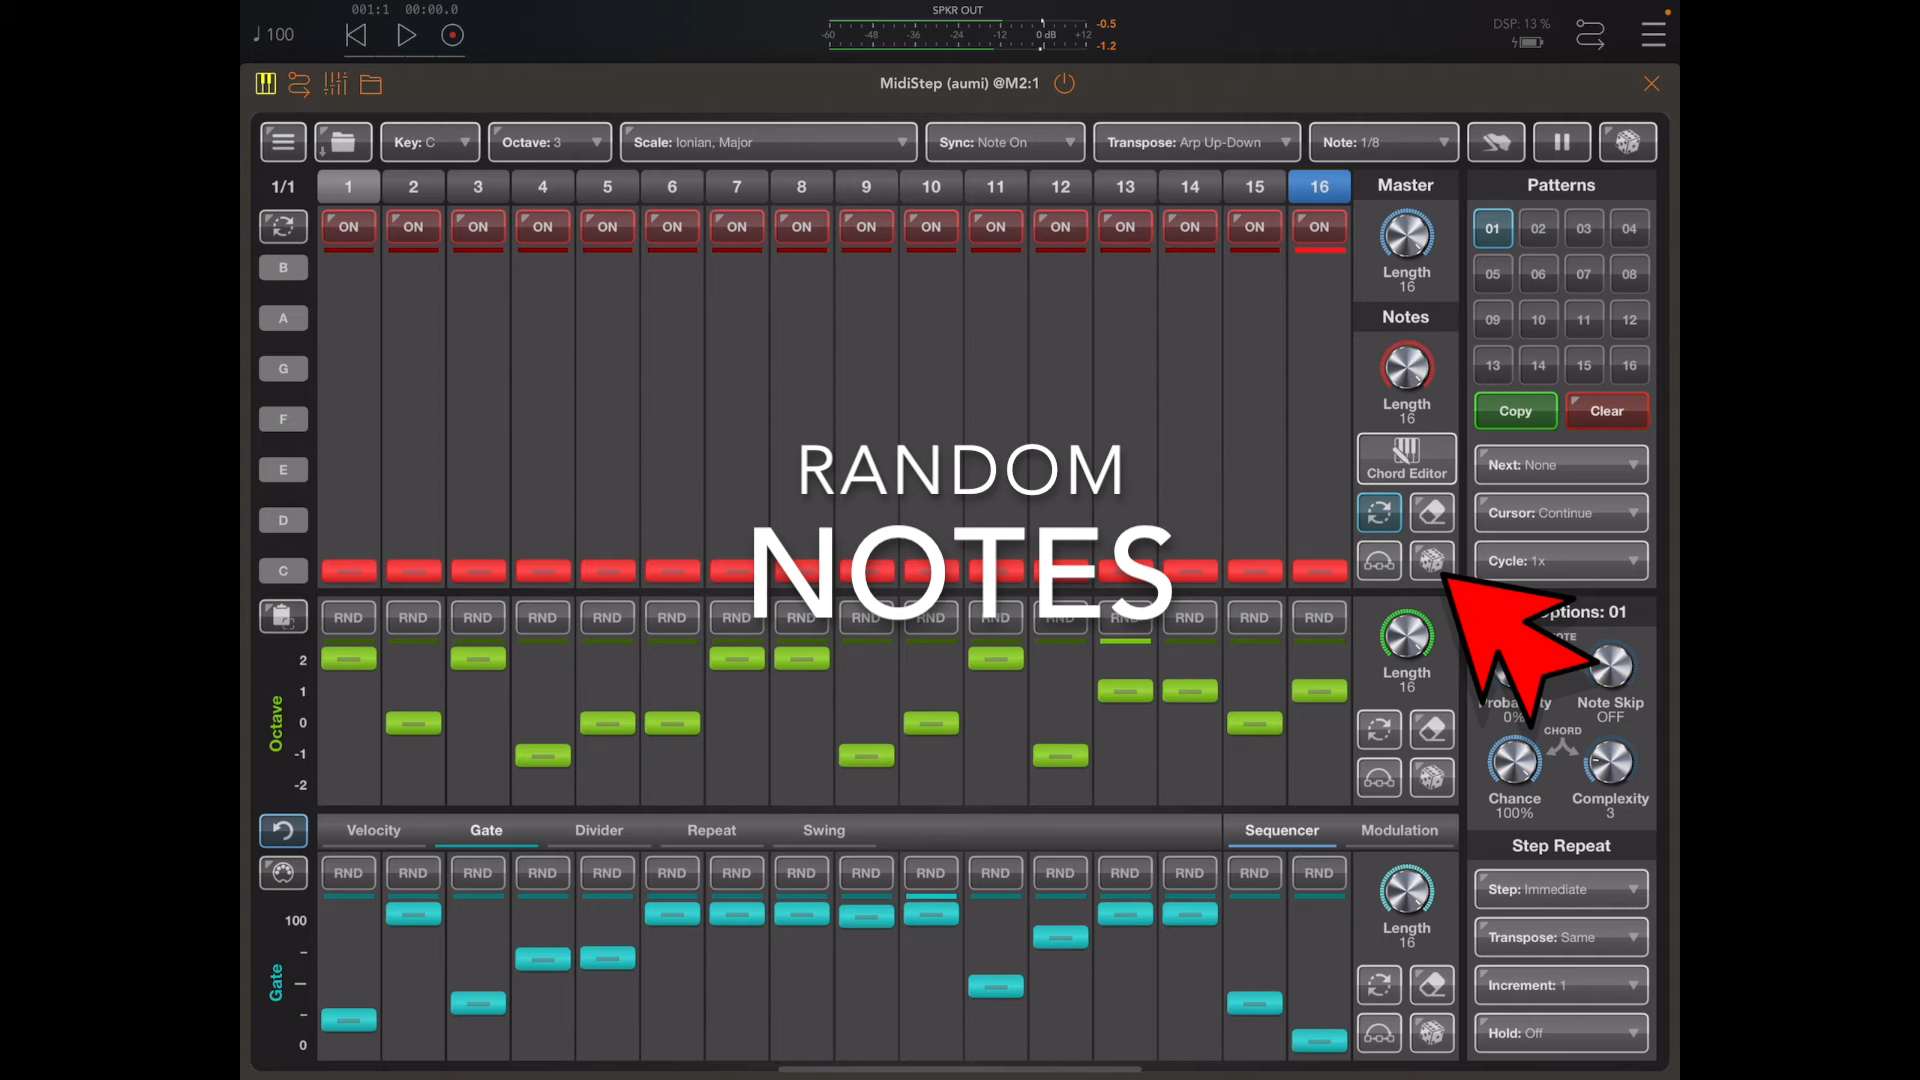 001:1 00:00.0
♩100
SPKR OUT
-60 -48 -36 -24 -12 0 dB +12
-0.5
-1.2
DSP: 13 %
MidiStep (aumi) @M2:1
Key: C
Octave: 3
Scale: Ionian, Major
Sync: Note On
Transpose: Arp Up-Down
Note: 1/8
1/1
1 2 3 4 5 6 7 8 9 10 11 12 13 14 15 16
Master
Patterns
ON ON ON ON ON ON ON ON ON ON ON ON ON ON ON ON
Length
16
01 02 03 04
05 06 07 08
09 10 11 12
13 14 15 16
B
A
G
F
E
D
C
Notes
Length
16
Copy
Clear
Chord Editor
Next: None
Cursor: Continue
Cycle: 1x
RANDOM
NOTES
RND RND RND RND RND RND RND RND RND RND RND RND RND RND RND RND
Octave
2
1
0
-1
-2
Length
16
Options: 01
Probability
0%
Note Skip
OFF
CHORD
Chance
100%
Complexity
3
Velocity
Gate
Divider
Repeat
Swing
Sequencer
Modulation
Step Repeat
RND RND RND RND RND RND RND RND RND RND RND RND RND RND RND RND
Gate
100
0
Length
16
Step: Immediate
Transpose: Same
Increment: 1
Hold: Off